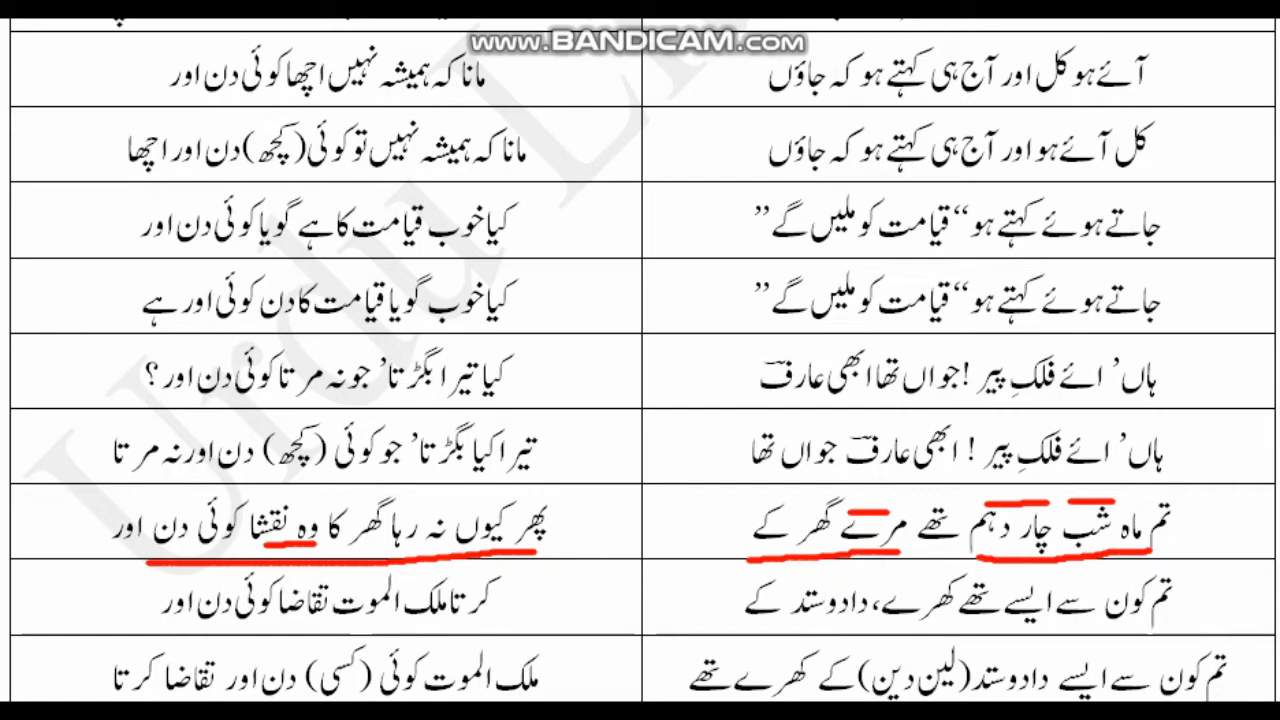 www.BANDICAM.com
آئے ہو کل اور آج ہی کہتے ہو کہ جاؤں
مانا کہ ہمیشہ نہیں اچھا کوئی دن اور
کل آئے ہو اور آج ہی کہتے ہو کہ جاؤں
مانا کہ ہمیشہ نہیں تو کوئی (کچھ) دن اور اچھا
جاتے ہوئے کہتے ہو “قیامت کو ملیں گے”
کیا خوب قیامت کا ہے گویا کوئی دن اور
جاتے ہوئے کہتے ہو “قیامت کو ملیں گے”
کیا خوب گویا قیامت کا دن کوئی اور ہے
ہاں’ ائے فلکِ پیر ! جواں تھا ابھی عارفؔ
کیا تیرا بگڑتا’ جو نہ مرتا کوئی دن اور ؟
ہاں’ ائے فلکِ پیر ! ابھی عارفؔ جواں تھا
تیرا کیا بگڑتا’ جو کوئی (کچھ) دن اور نہ مرتا
تم ماہ شب چار دہم تھے مرے گھر کے
پھر کیوں نہ رہا گھر کا وہ نقشا کوئی دن اور
تم کون سے ایسے تھے کھرے، داد و ستد کے
کرتا ملک الموت تقاضا کوئی دن اور
تم کون سے ایسے داد و ستد (لین دین) کے کھرے تھے
ملک الموت کوئی (کسی) دن اور تقاضا کرتا
Urdu Li